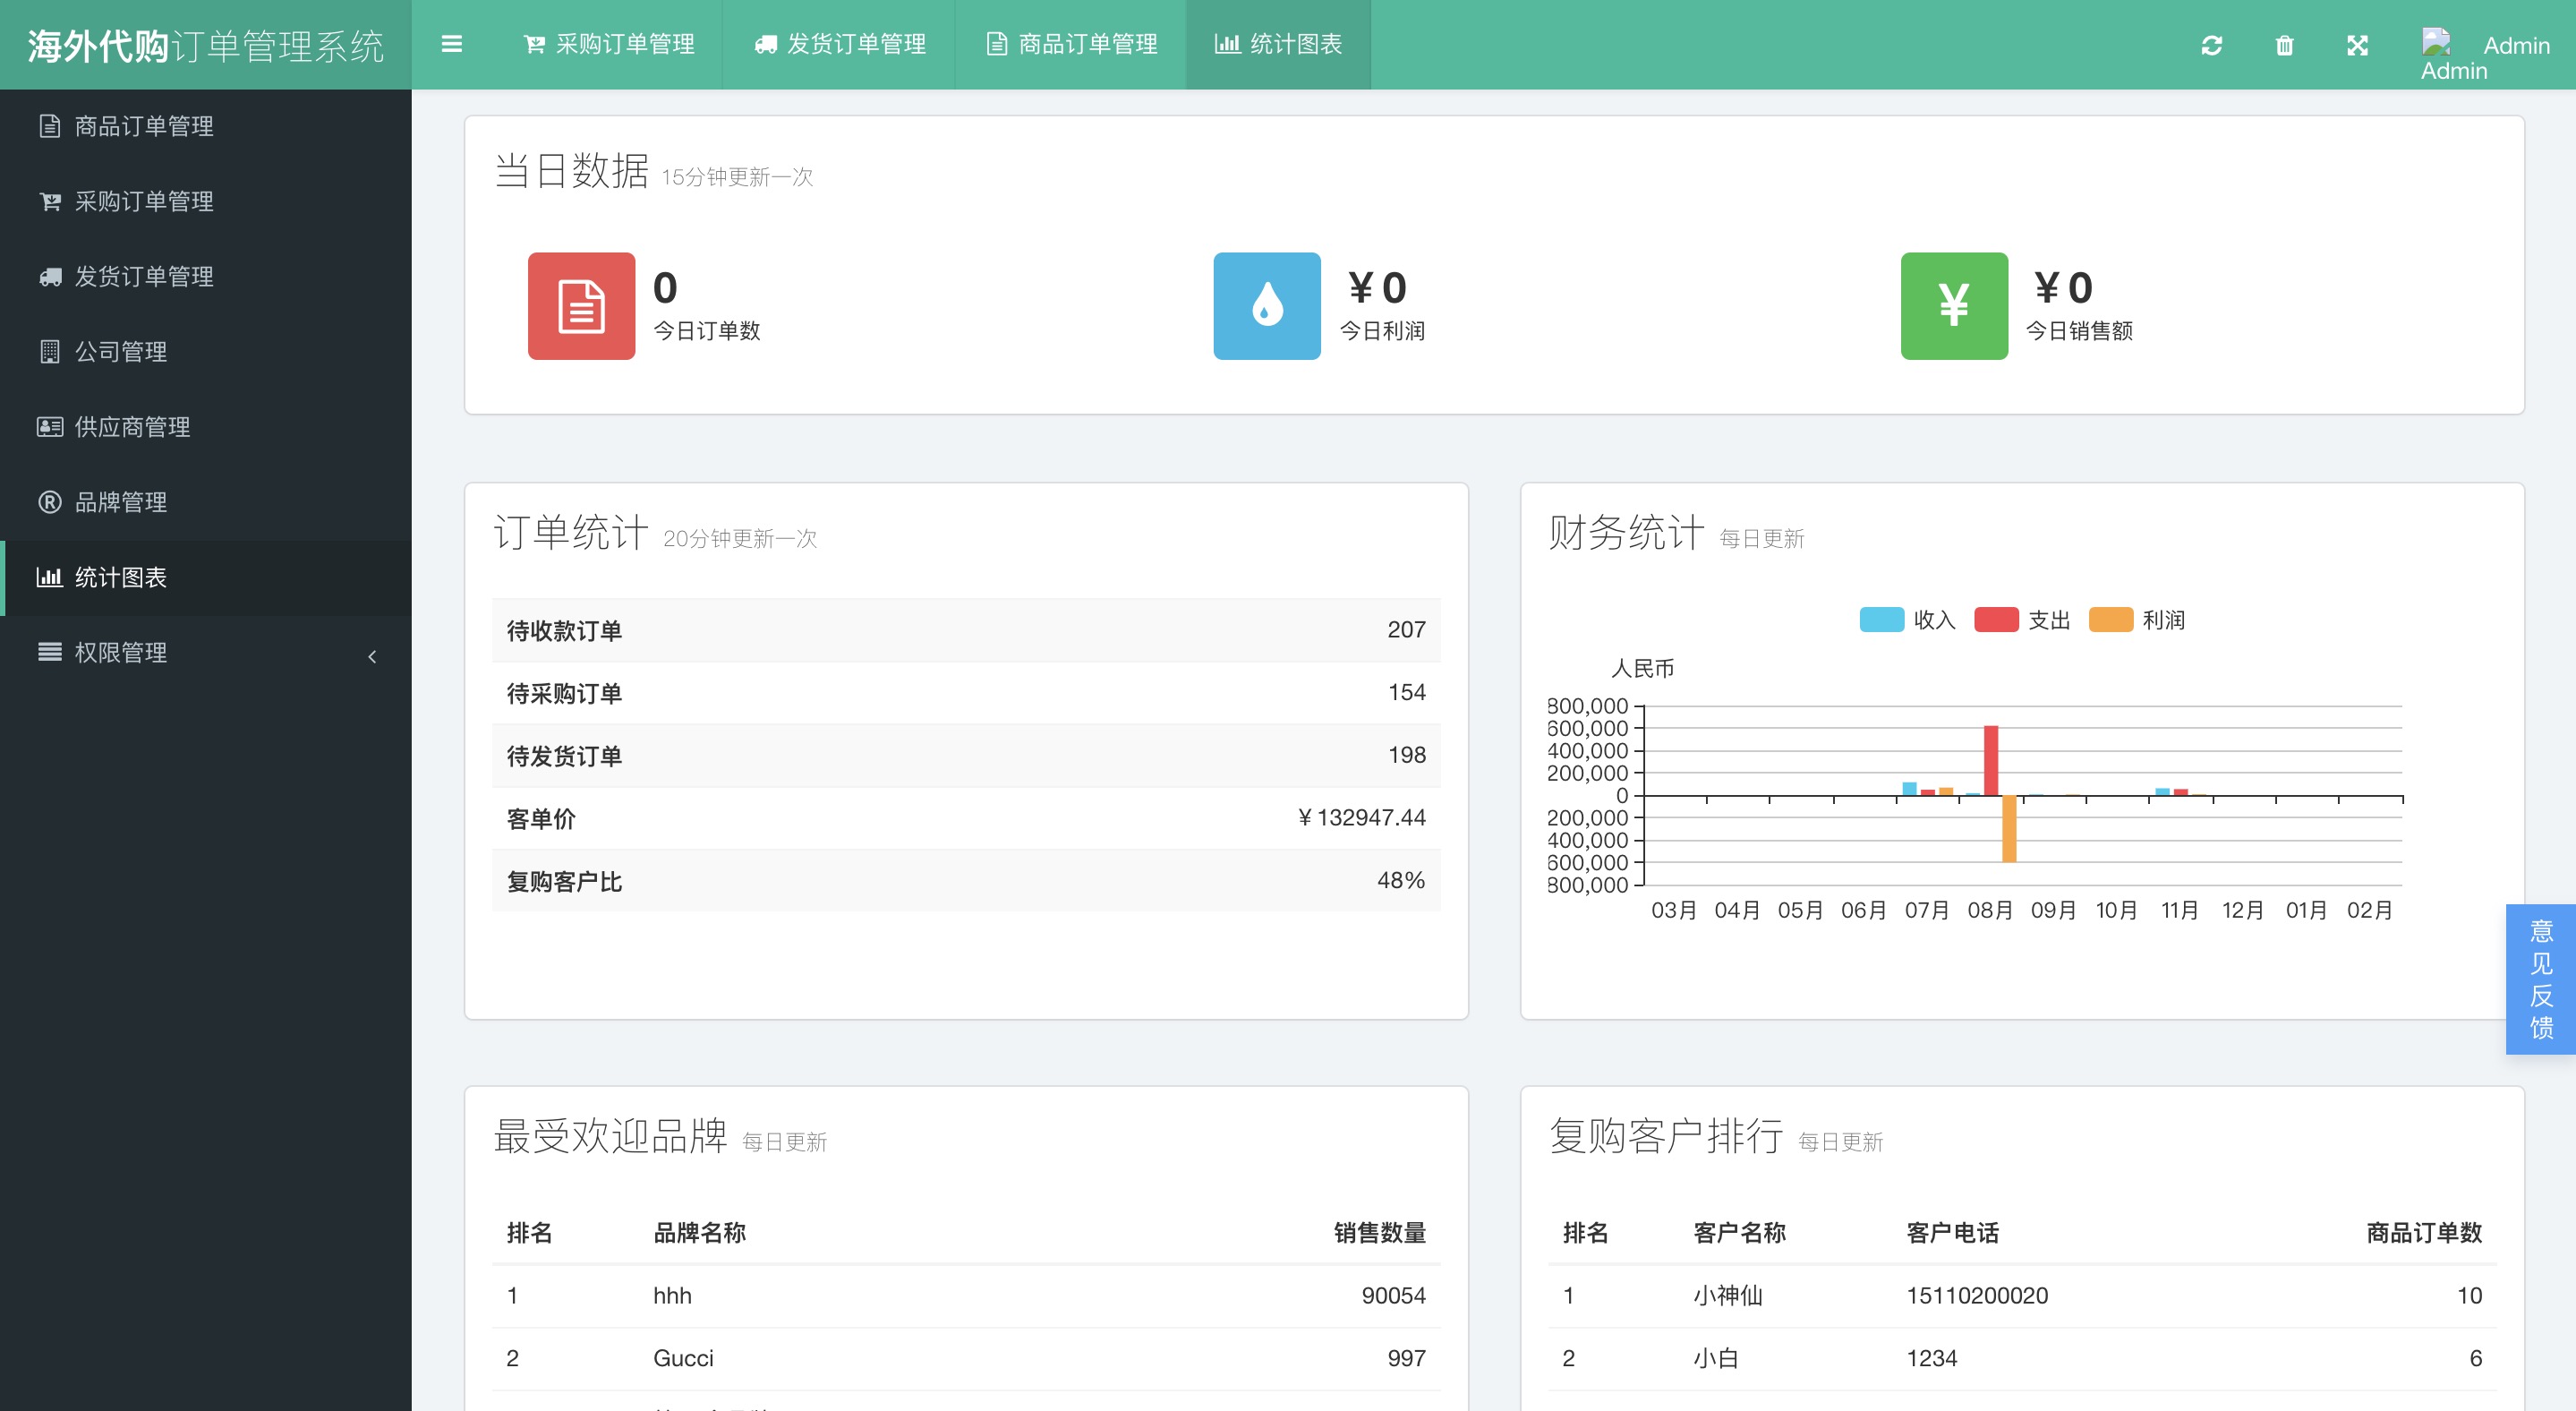 海外代购订单管理系统
采购订单管理
发货订单管理
商品订单管理
统计图表
Admin
Admin
商品订单管理
采购订单管理
发货订单管理
公司管理
供应商管理
品牌管理
统计图表
权限管理
当日数据 15分钟更新一次
0
今日订单数
¥ 0
今日利润
¥ 0
今日销售额
订单统计 20分钟更新一次
待收款订单 207
待采购订单 154
待发货订单 198
客单价 ¥ 132947.44
复购客户比 48%
财务统计 每日更新
收入 支出 利润
人民币
800,000
600,000
400,000
200,000
0
200,000
400,000
600,000
800,000
03月 04月 05月 06月 07月 08月 09月 10月 11月 12月 01月 02月
意见反馈
最受欢迎品牌 每日更新
排名 品牌名称 销售数量
1 hhh 90054
2 Gucci 997
复购客户排行 每日更新
排名 客户名称 客户电话 商品订单数
1 小神仙 15110200020 10
2 小白 1234 6